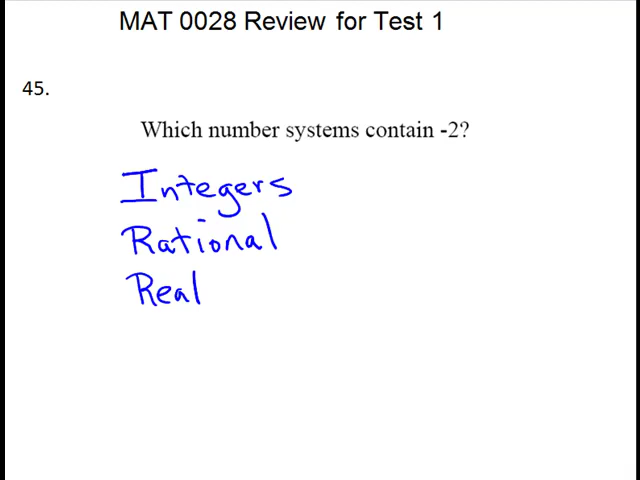 MAT 0028 Review for Test 1
45.
Which number systems contain -2?
Integers
Rational
Real